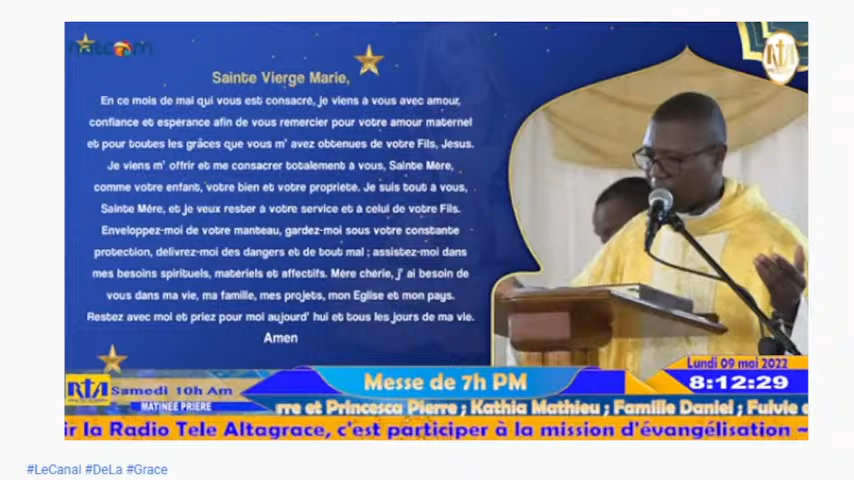 natcom
RTA
Sainte Vierge Marie,
En ce mois de mai qui vous est consacré, je viens à vous avec amour,
confiance et espérance afin de vous remercier pour votre amour maternel
et pour toutes les grâces que vous m' avez obtenues de votre Fils, Jesus.
Je viens m' offrir et me consacrer totalement à vous, Sainte Mère,
comme votre enfant, votre bien et votre propriete. Je suis tout à vous,
Sainte Mére, et je veux rester à votre service et à celui de votre Fils.
Enveloppez-moi de votre manteau, gardez-moi sous votre constante
protection, délivrez-moi des dangers et de tout mal ; assistez-moi dans
mes besoins spirituels, matériels et affectifs. Mère chérie, j' ai besoin de
vous dans ma vie, ma famille, mes projets, mon Eglise et mon pays.
Restez avec moi et priez pour moi aujourd' hui et tous les jours de ma vie.
Amen
Lundi 09 mai 2022
8:12:29
Messe de 7h PM
RTA
Samedi 10h Am
MATINÉE PRIERE
rre et Princesca Pierre ; Kathia Mathieu ; Famille Daniel ; Fuivie e
ir la Radio Tele Altagrace, c'est participer à la mission d'évangélisation ~
#LeCanal #DeLa #Grace